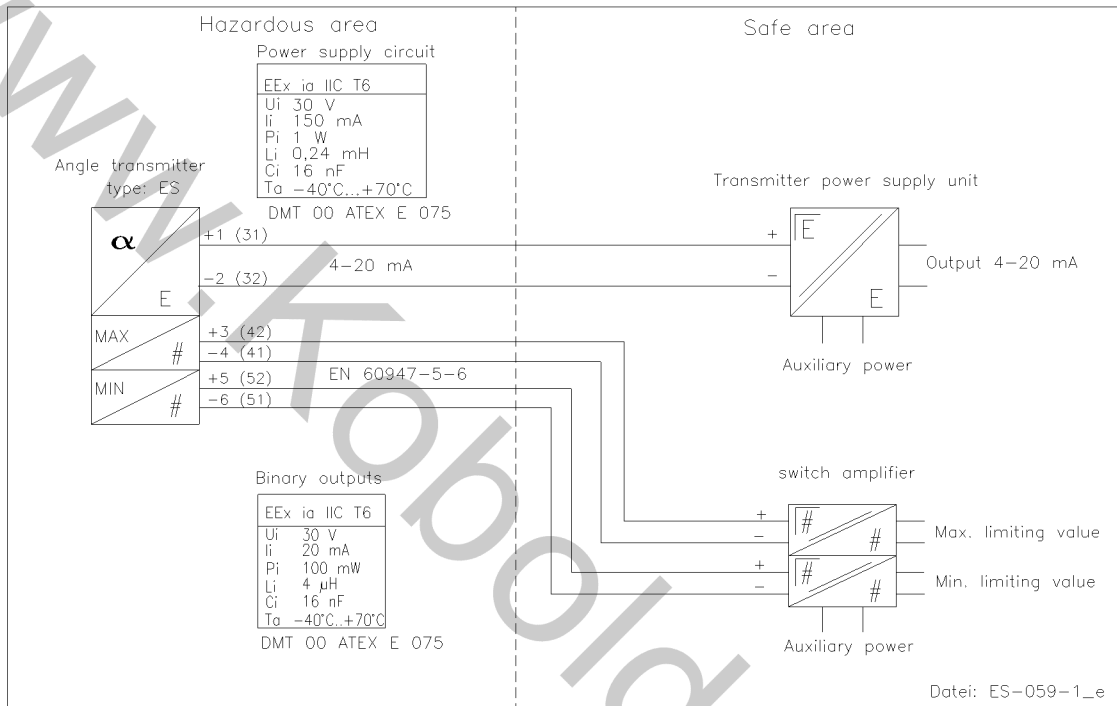 Hazardous area
Safe area
Power supply circuit
EEx ia IIC T6
Ui 30 V
Ii 150 mA
Pi 1 W
Li 0,24 mH
Ci 16 nF
Ta −40°C...+70°C
DMT 00 ATEX E 075
Angle transmitter
type: ES
α
E
+1 (31)
4−20 mA
−2 (32)
MAX
#
+3 (42)
−4 (41)
MIN
#
+5 (52)
−6 (51)
EN 60947−5−6
Transmitter power supply unit
+
−
E
E
Output 4−20 mA
Auxiliary power
Binary outputs
EEx ia IIC T6
Ui 30 V
Ii 20 mA
Pi 100 mW
Li 4 µH
Ci 16 nF
Ta −40°C..+70°C
DMT 00 ATEX E 075
switch amplifier
+
−
#
#
Max. limiting value
+
−
#
#
Min. limiting value
Auxiliary power
Datei: ES−059−1_e
www.Kobold